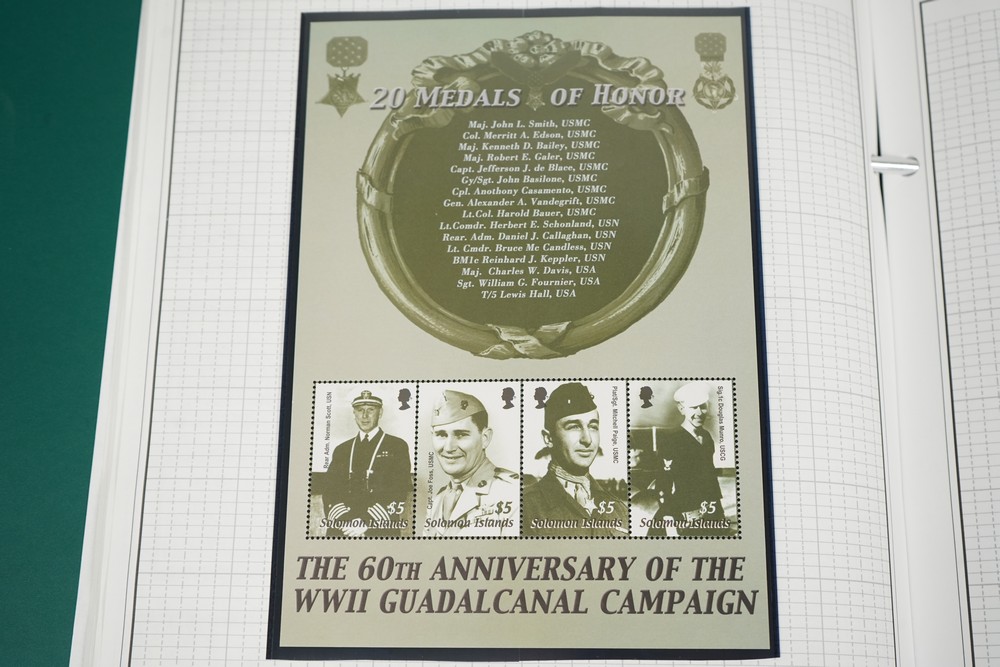 20 MEDALS OF HONOR
Maj. John L. Smith, USMC
Col. Merritt A. Edson, USMC
Maj. Kenneth D. Bailey, USMC
Maj. Robert E. Galer, USMC
Capt. Jefferson J. de Blace, USMC
Gy/Sgt. John Basilone, USMC
Cpl. Anothony Casamento, USMC
Gen. Alexander A. Vandegrift, USMC
Lt.Col. Harold Bauer, USMC
Lt.Comdr. Herbert E. Schonland, USN
Rear. Adm. Daniel J. Callaghan, USN
Lt. Cmdr. Bruce Mc Candless, USN
BM1c Reinhard J. Keppler, USN
Maj. Charles W. Davis, USA
Sgt. William G. Fournier, USA
T/5 Lewis Hall, USA
Rear Adm. Norman Scott, USN
$5
Solomon Islands
Capt. Joe Foss, USMC
$5
Solomon Islands
Plat/Sgt. Mitchell Paige, USMC
$5
Solomon Islands
Sig.1c Douglas Munro, USCG
$5
Solomon Islands
THE 60TH ANNIVERSARY OF THE
WWII GUADALCANAL CAMPAIGN